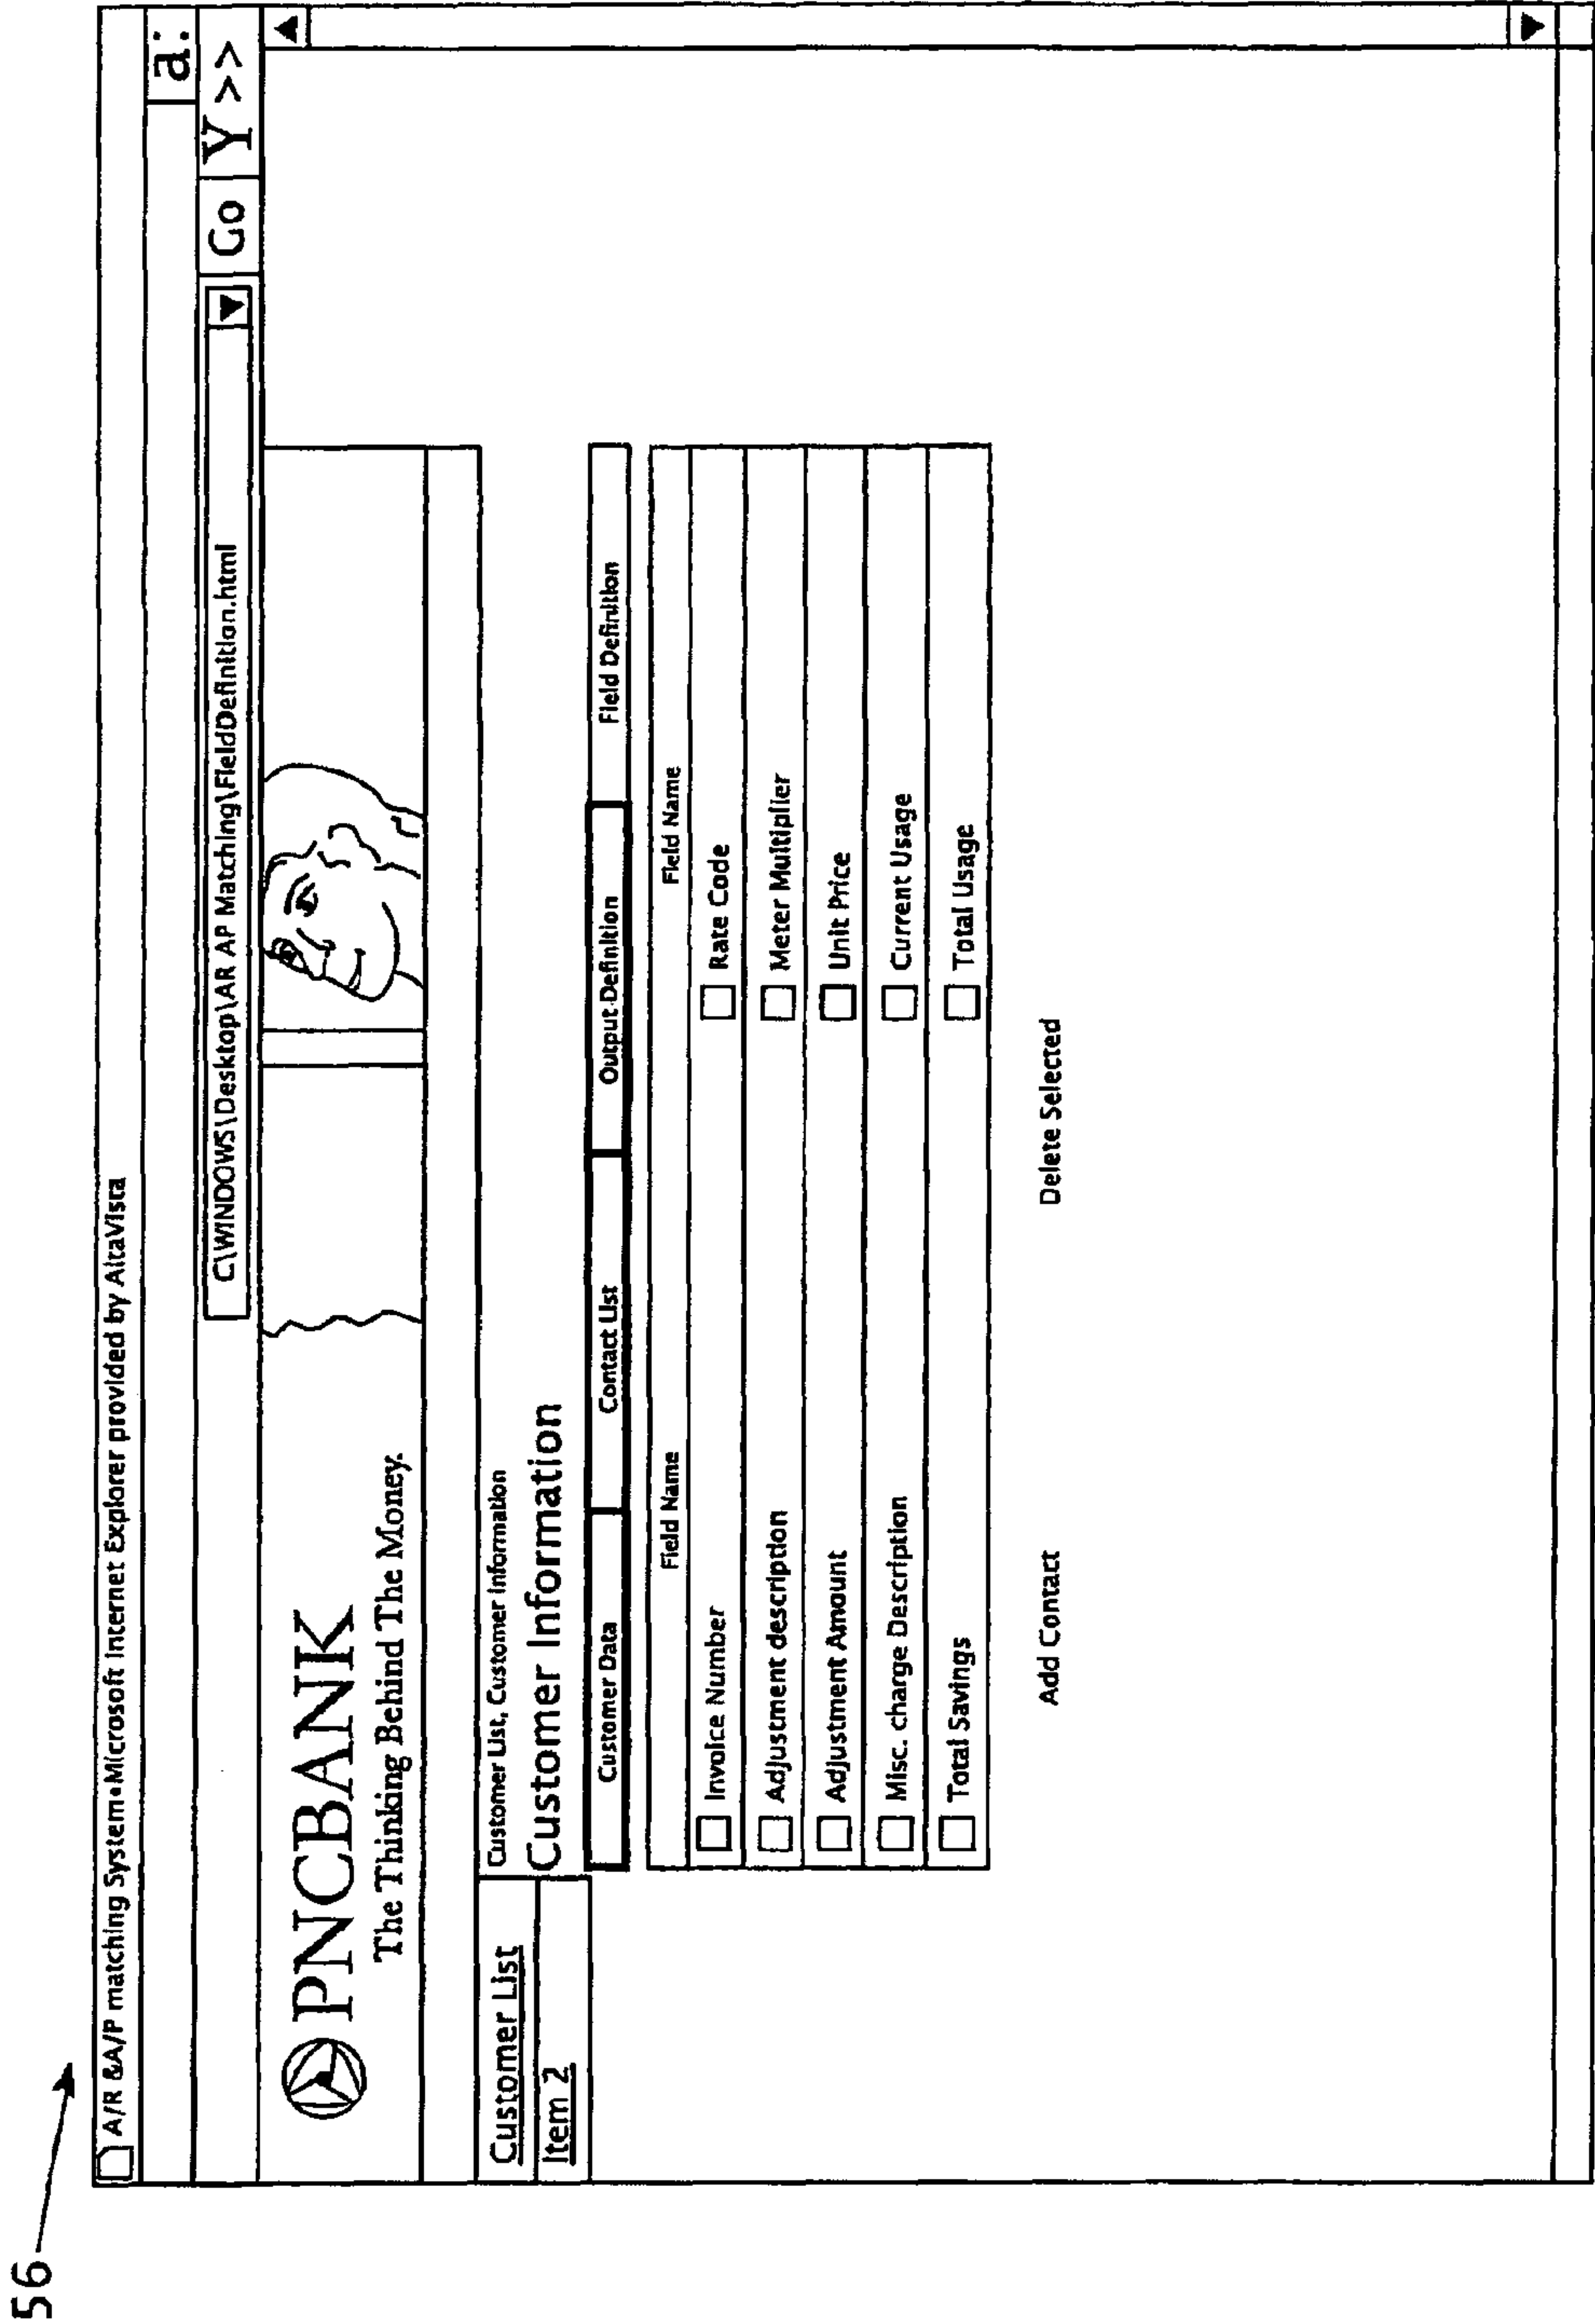 56
A/R &A/P matching System•Microsoft Internet Explorer provided by AltaVista
a:
C\WINDOWS\Desktop\AR AP Matching\FieldDefinition.html Go Y >>
PNCBANK
The Thinking Behind The Money.
Customer List
Item 2
Customer List, Customer Information
Customer Information
Customer Data Contact List Output Definition Field Definition
Field Name Field Name
Invoice Number Rate Code
Adjustment description Meter Multiplier
Adjustment Amount Unit Price
Misc. charge Description Current Usage
Total Savings Total Usage
Add Contact Delete Selected